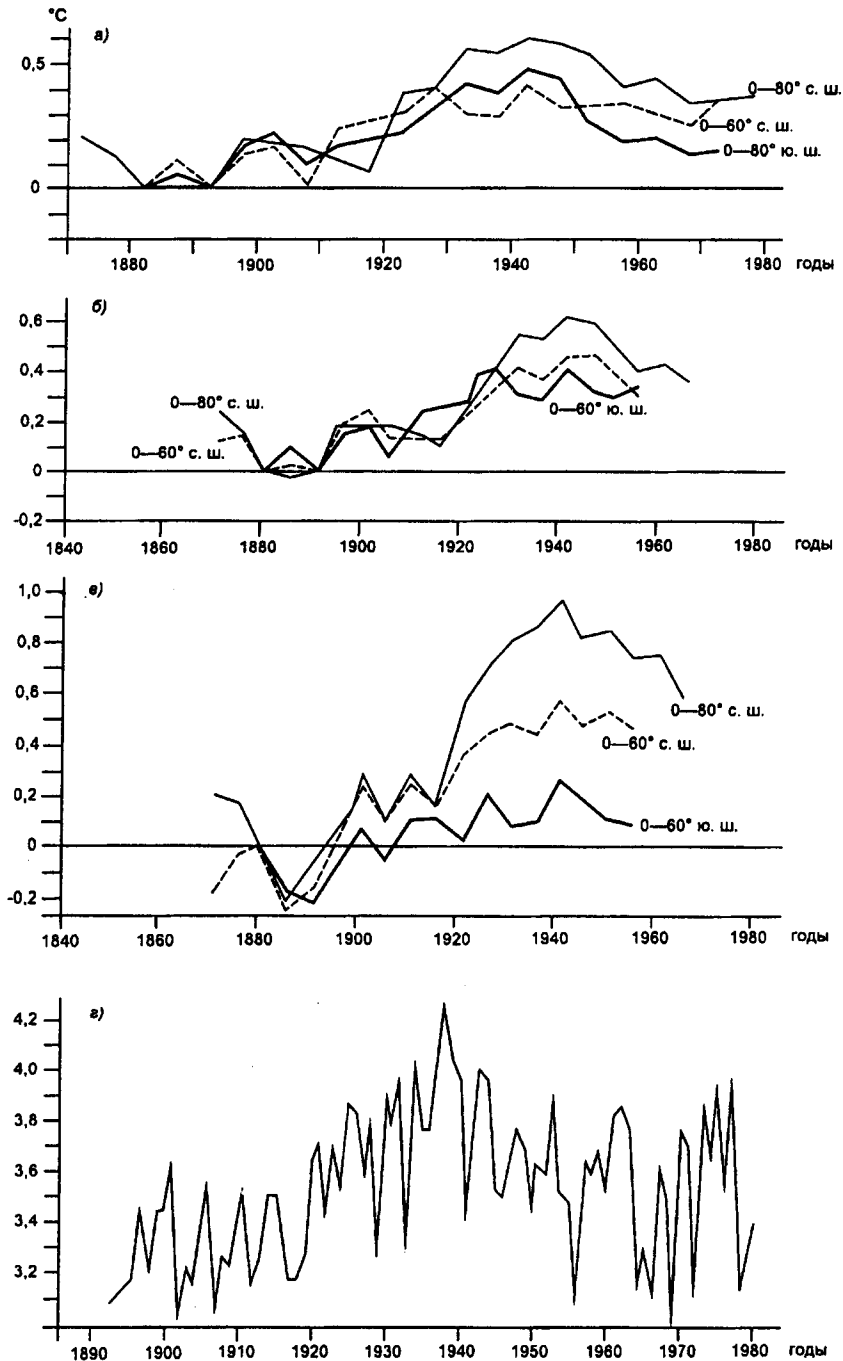 °C
а)
0,5
0
0—80° с. ш.
0—60° с. ш.
0—80° ю. ш.
1880 1900 1920 1940 1960 1980 годы
б)
0,6
0,4
0,2
0
-0,2
0—80° с. ш.
0—60° с. ш.
0—60° ю. ш.
1840 1860 1880 1900 1920 1940 1960 1980 годы
в)
1,0
0,8
0,6
0,4
0,2
0
-0,2
0—80° с. ш.
0—60° с. ш.
0—60° ю. ш.
1840 1860 1880 1900 1920 1940 1960 1980 годы
г)
4,2
4,0
3,8
3,6
3,4
3,2
1890 1900 1910 1920 1930 1940 1950 1960 1970 1980 годы